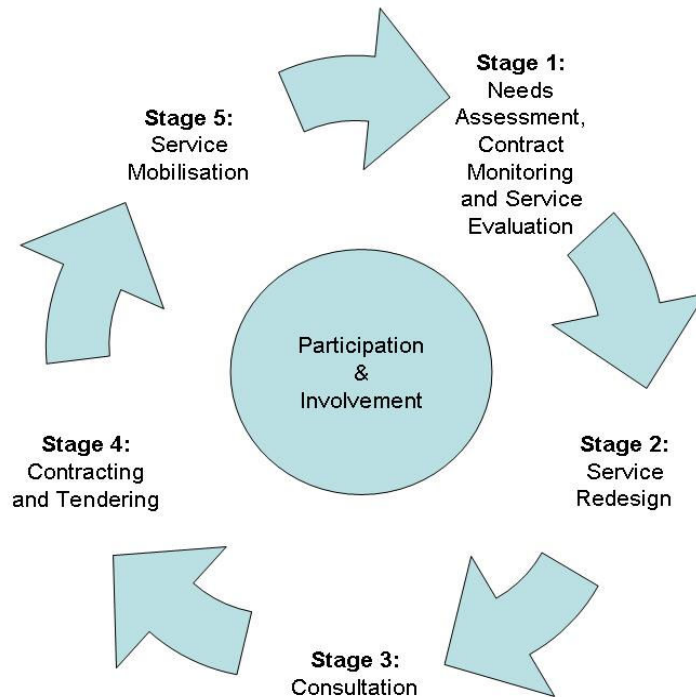 Stage 1:
Needs
Assessment,
Contract
Monitoring
and Service
Evaluation
Stage 2:
Service
Redesign
Stage 3:
Consultation
Stage 4:
Contracting
and Tendering
Stage 5:
Service
Mobilisation
Participation
&
Involvement